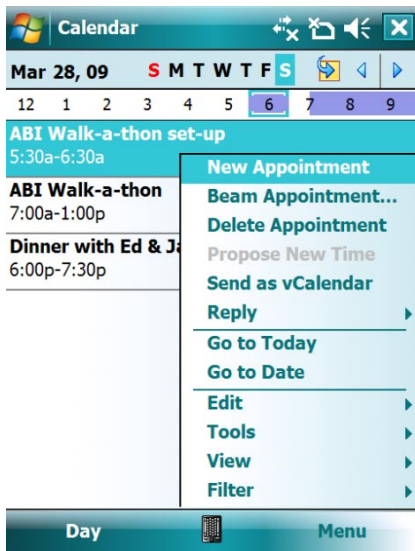 Calendar
Mar 28, 09 S M T W T F S
12 1 2 3 4 5 6 7 8 9
ABI Walk-a-thon set-up
5:30a-6:30a
ABI Walk-a-thon
7:00a-1:00p
Dinner with Ed & Ja
6:00p-7:30p
New Appointment
Beam Appointment...
Delete Appointment
Propose New Time
Send as vCalendar
Reply
Go to Today
Go to Date
Edit
Tools
View
Filter
Day Menu